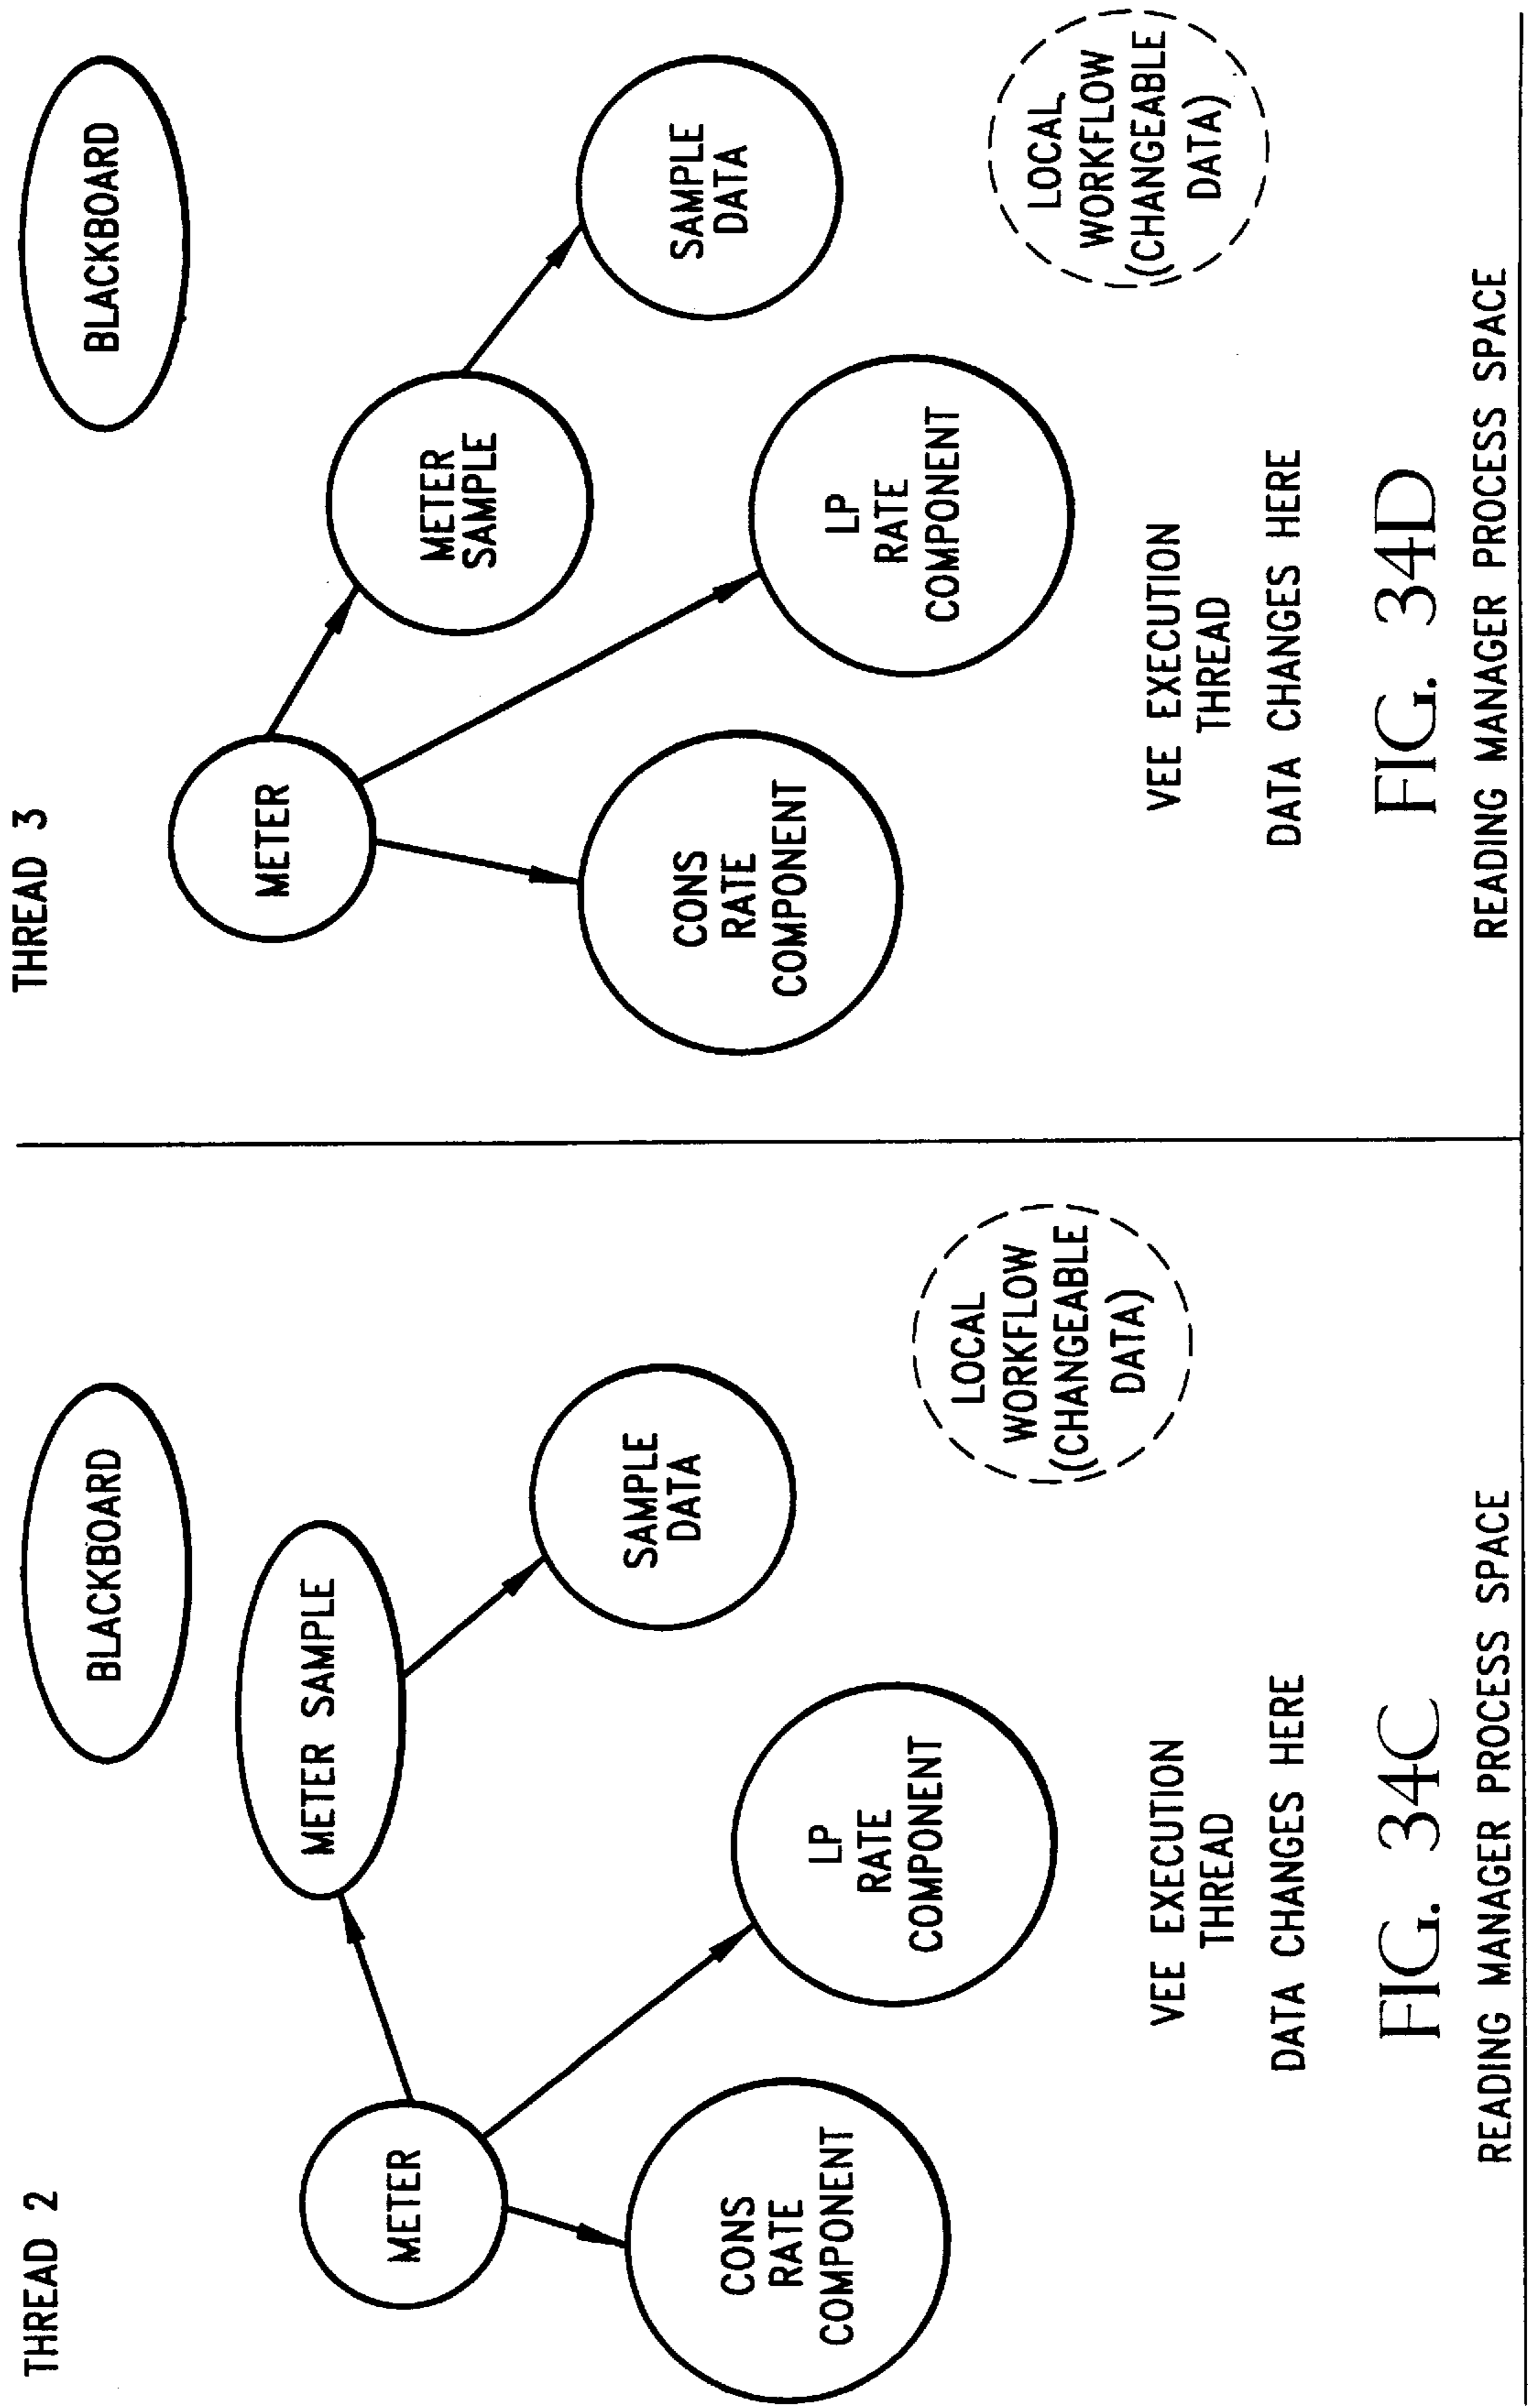 THREAD 2
BLACKBOARD
METER SAMPLE
METER
SAMPLE
DATA
CONS
RATE
COMPONENT
LP
RATE
COMPONENT
LOCAL
WORKFLOW
(CHANGEABLE
DATA)
VEE EXECUTION
THREAD
DATA CHANGES HERE
FIG. 34C
READING MANAGER PROCESS SPACE
THREAD 3
BLACKBOARD
METER
METER
SAMPLE
SAMPLE
DATA
CONS
RATE
COMPONENT
LP
RATE
COMPONENT
LOCAL
WORKFLOW
(CHANGEABLE
DATA)
VEE EXECUTION
THREAD
DATA CHANGES HERE
FIG. 34D
READING MANAGER PROCESS SPACE